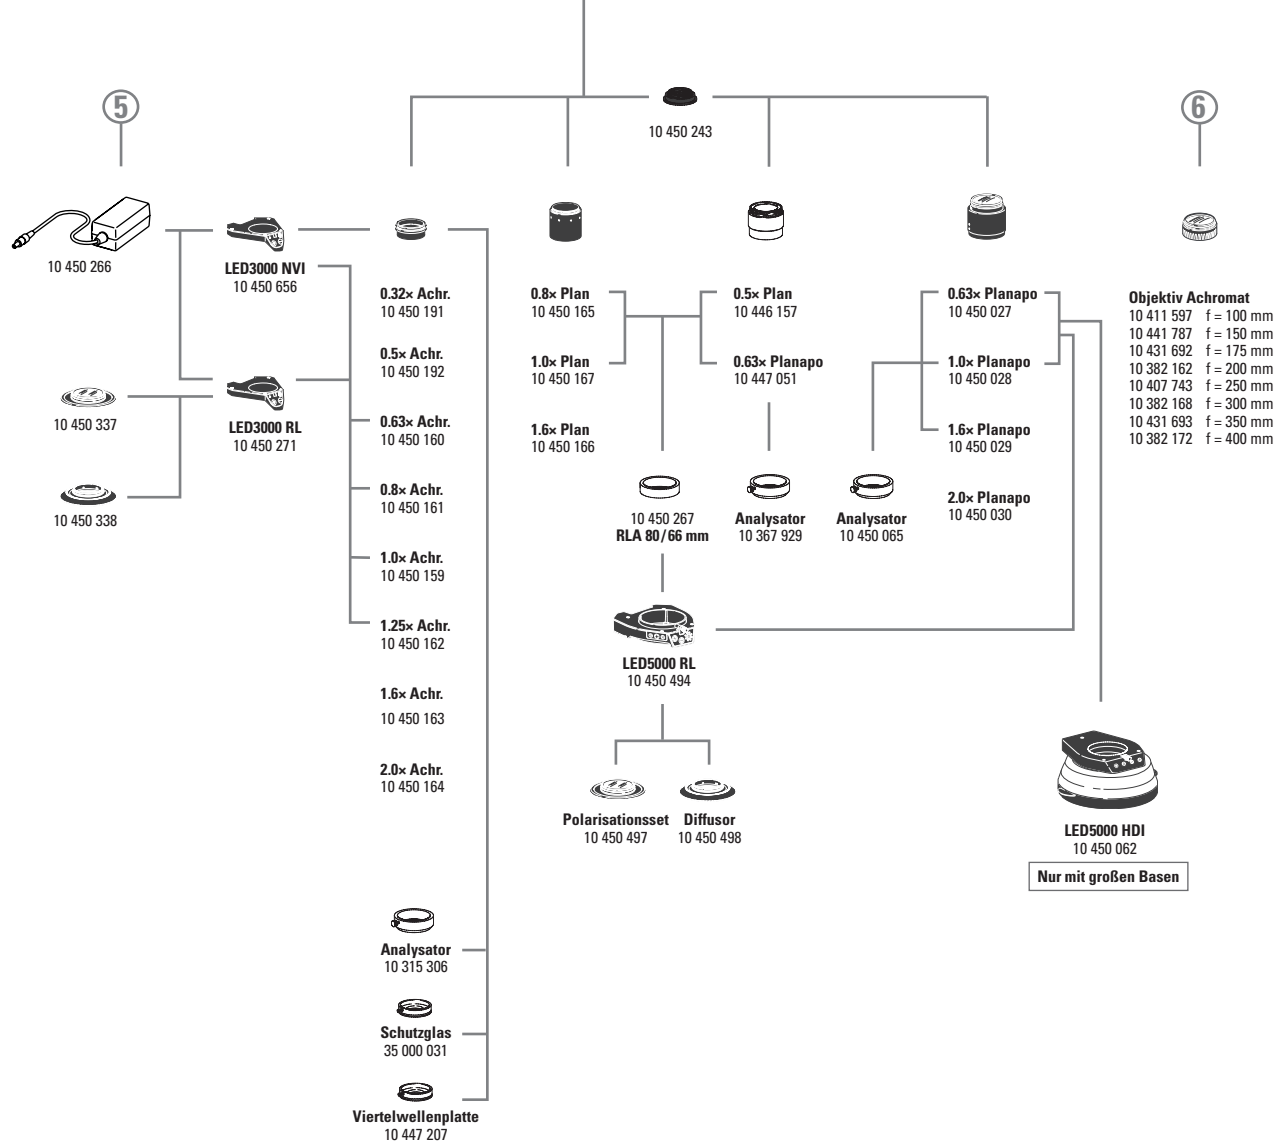 5
10 450 243
6
10 450 266
LED3000 NVI
10 450 656
LED3000 RL
10 450 271
10 450 337
10 450 338
0.32× Achr.
10 450 191
0.5× Achr.
10 450 192
0.63× Achr.
10 450 160
0.8× Achr.
10 450 161
1.0× Achr.
10 450 159
1.25× Achr.
10 450 162
1.6× Achr.
10 450 163
2.0× Achr.
10 450 164
Analysator
10 315 306
Schutzglas
35 000 031
Viertelwellenplatte
10 447 207
0.8× Plan
10 450 165
1.0× Plan
10 450 167
1.6× Plan
10 450 166
0.5× Plan
10 446 157
0.63× Planapo
10 447 051
10 450 267
RLA 80/66 mm
Analysator
10 367 929
Analysator
10 450 065
LED5000 RL
10 450 494
Polarisationsset
10 450 497
Diffusor
10 450 498
0.63× Planapo
10 450 027
1.0× Planapo
10 450 028
1.6× Planapo
10 450 029
2.0× Planapo
10 450 030
LED5000 HDI
10 450 062
Nur mit großen Basen
Objektiv Achromat
10 411 597 f = 100 mm
10 441 787 f = 150 mm
10 431 692 f = 175 mm
10 382 162 f = 200 mm
10 407 743 f = 250 mm
10 382 168 f = 300 mm
10 431 693 f = 350 mm
10 382 172 f = 400 mm